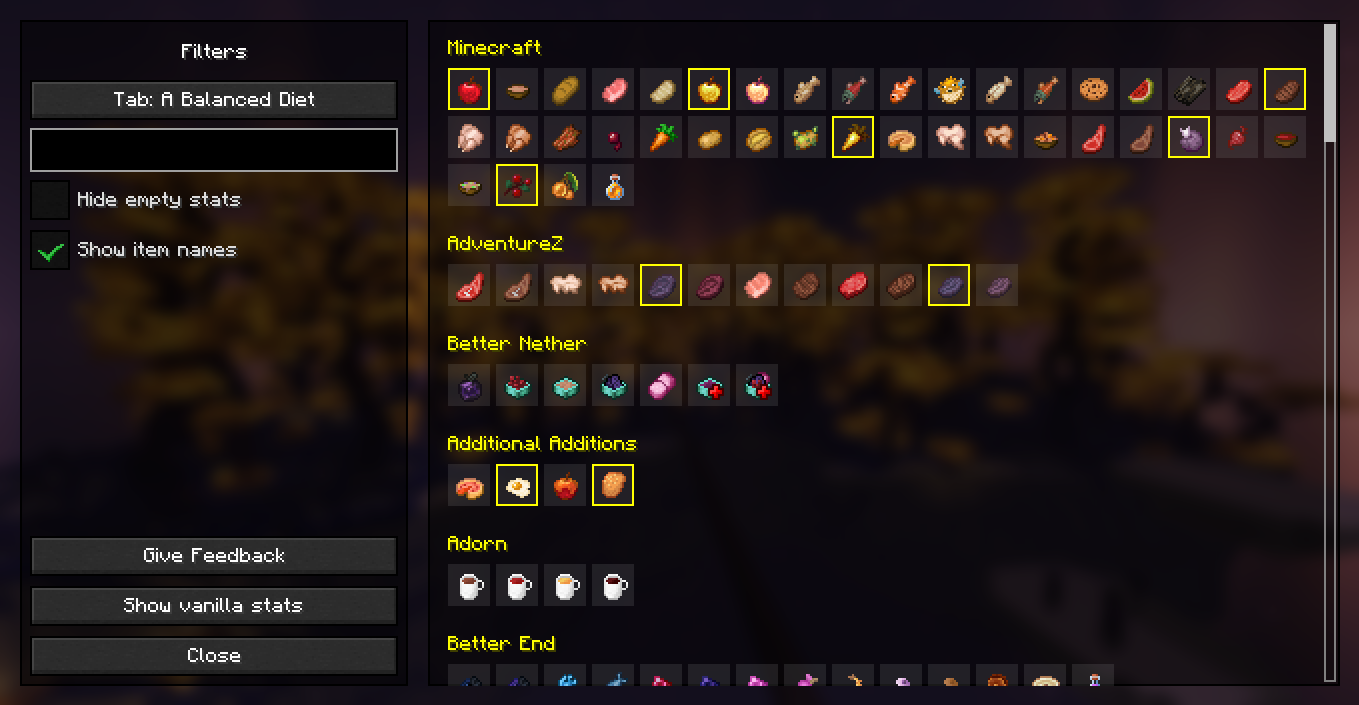 Filters
Tab: A Balanced Diet
Hide empty stats
Show item names
Give Feedback
Show vanilla stats
Close
Minecraft
AdventureZ
Better Nether
Additional Additions
Adorn
Better End